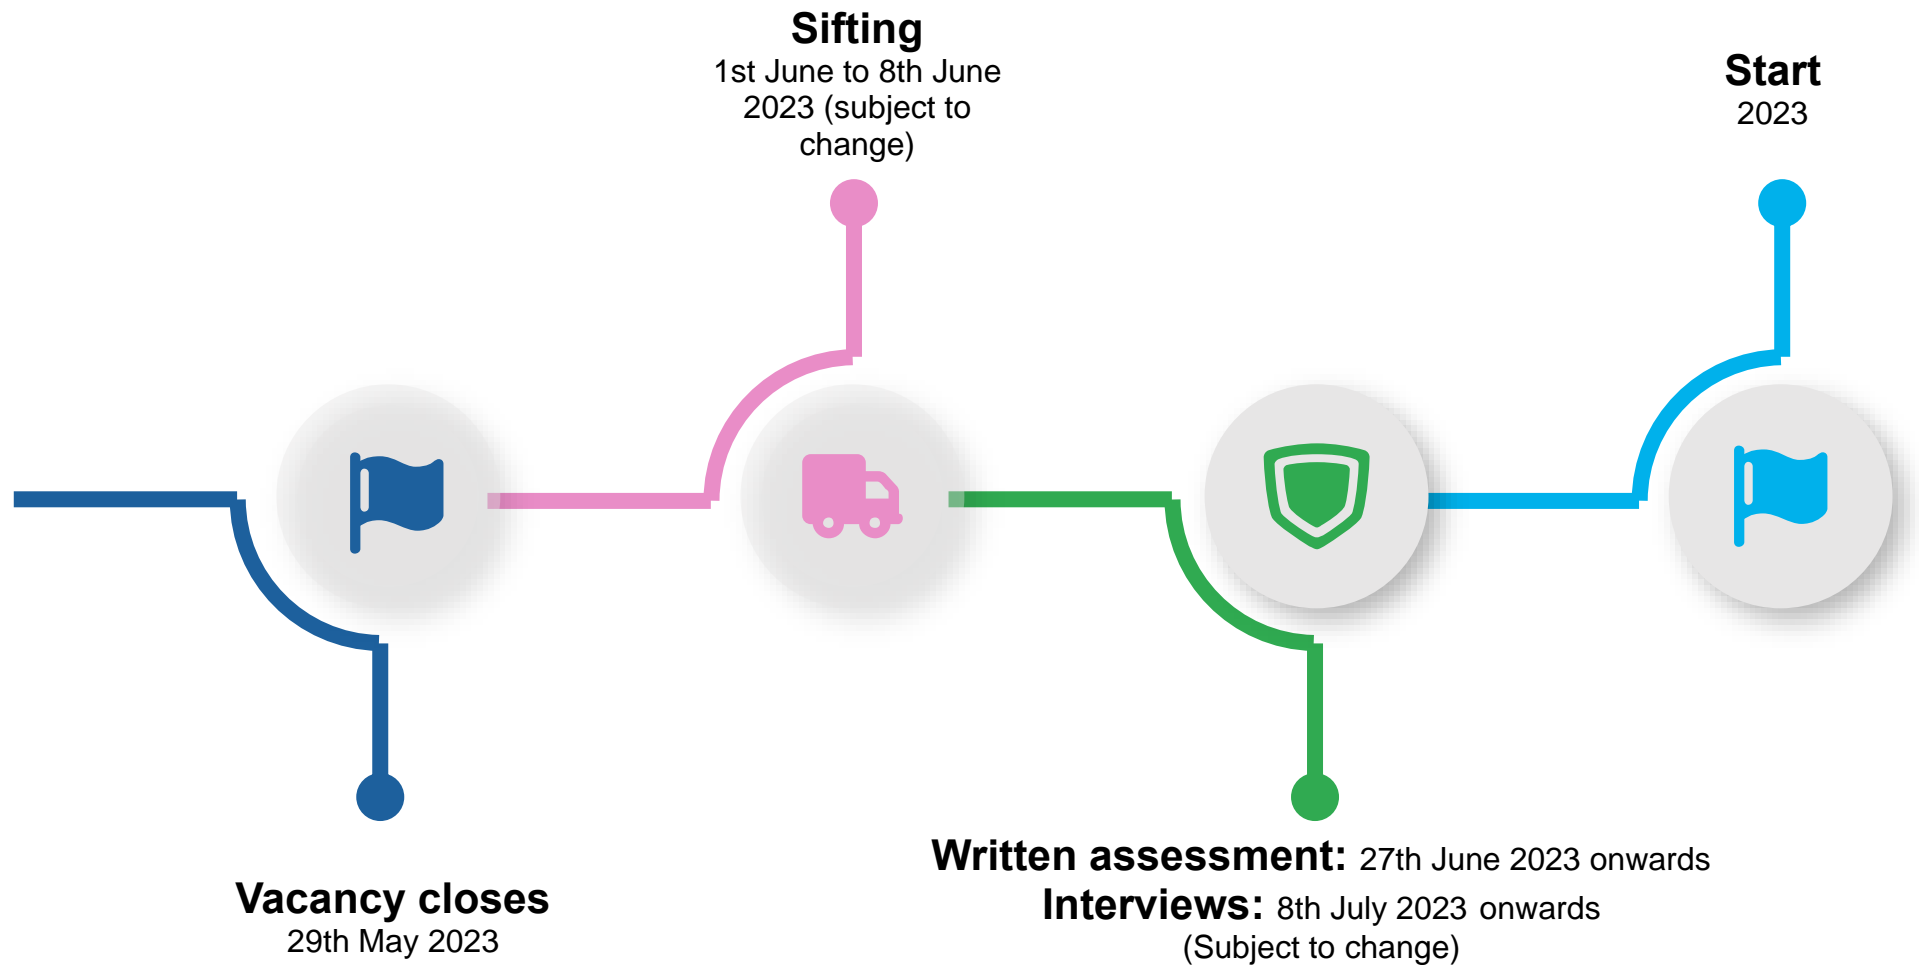 Sifting
1st June to 8th June
2023 (subject to
change)
Start
2023
Vacancy closes
29th May 2023
Written assessment: 27th June 2023 onwards
Interviews: 8th July 2023 onwards
(Subject to change)